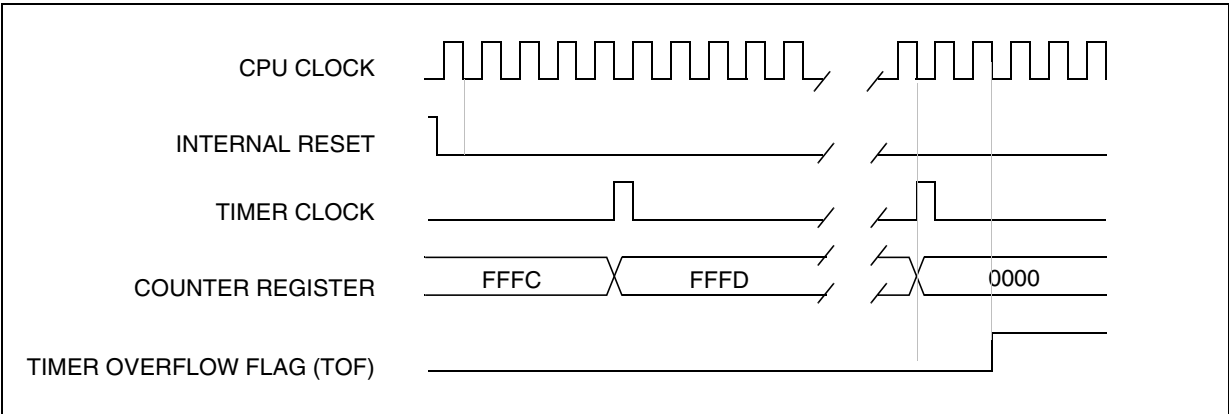 CPU CLOCK
INTERNAL RESET
TIMER CLOCK
COUNTER REGISTER
FFFC
FFFD
0000
TIMER OVERFLOW FLAG (TOF)